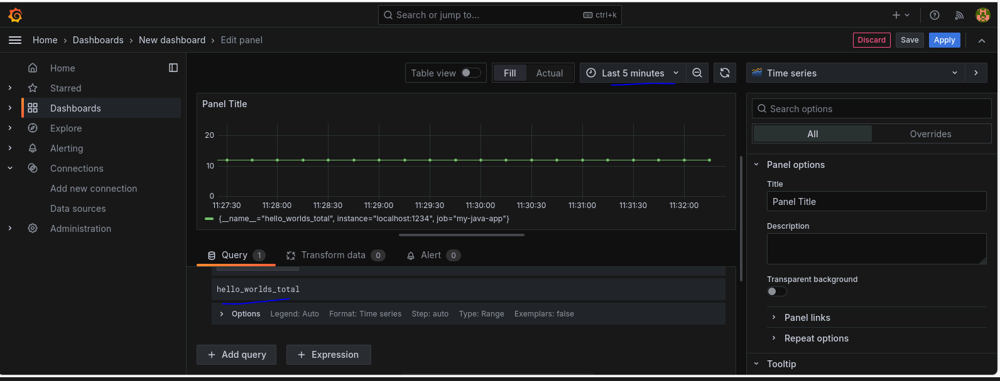 Search or jump to...
ctrl+k
Home › Dashboards › New dashboard › Edit panel
Discard
Save
Apply
Home
Starred
Dashboards
Explore
Alerting
Connections
Add new connection
Data sources
Administration
Table view
Fill
Actual
Last 5 minutes
Panel Title
20
10
0
11:27:30 11:28:00 11:28:30 11:29:00 11:29:30 11:30:00 11:30:30 11:31:00 11:31:30 11:32:00
{__name__="hello_worlds_total", instance="localhost:1234", job="my-java-app"}
Query 1
Transform data 0
Alert 0
hello_worlds_total
Options Legend: Auto Format: Time series Step: auto Type: Range Exemplars: false
+ Add query
+ Expression
Time series
Search options
All
Overrides
Panel options
Title
Panel Title
Description
Transparent background
Panel links
Repeat options
Tooltip